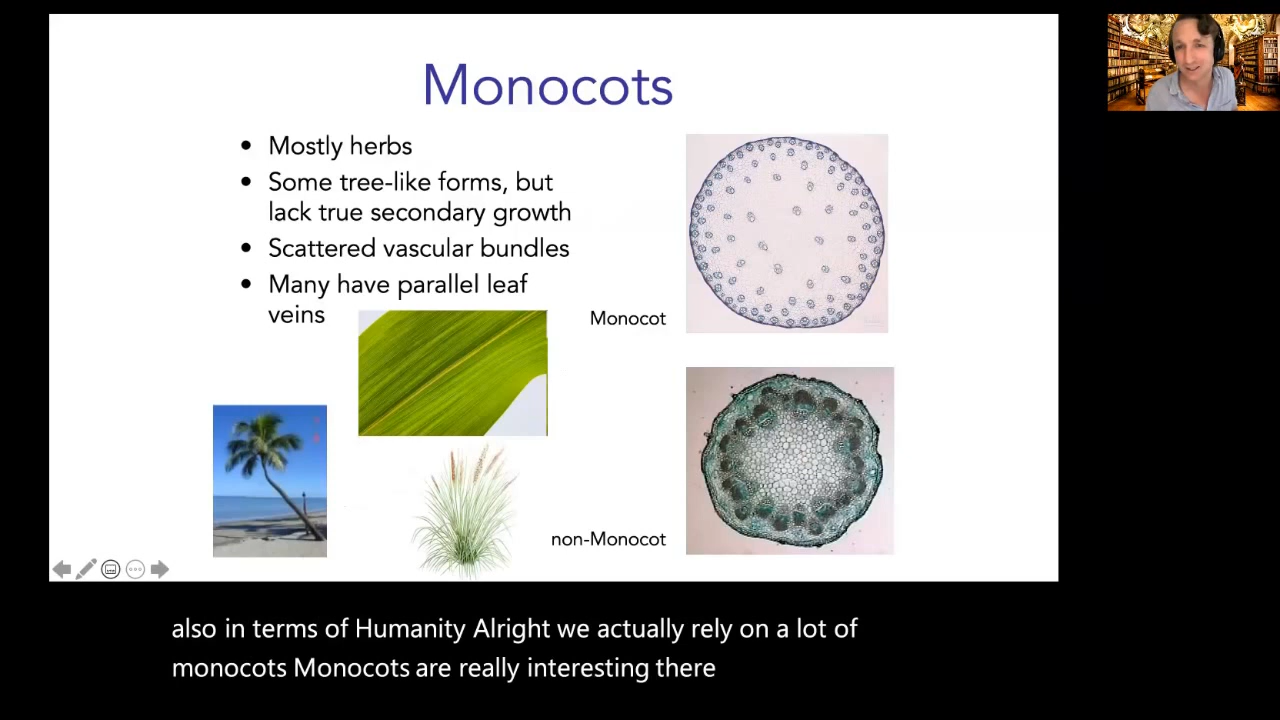 Monocots
• Mostly herbs
• Some tree-like forms, but
lack true secondary growth
• Scattered vascular bundles
• Many have parallel leaf
veins
Monocot
non-Monocot
also in terms of Humanity Alright we actually rely on a lot of
monocots Monocots are really interesting there